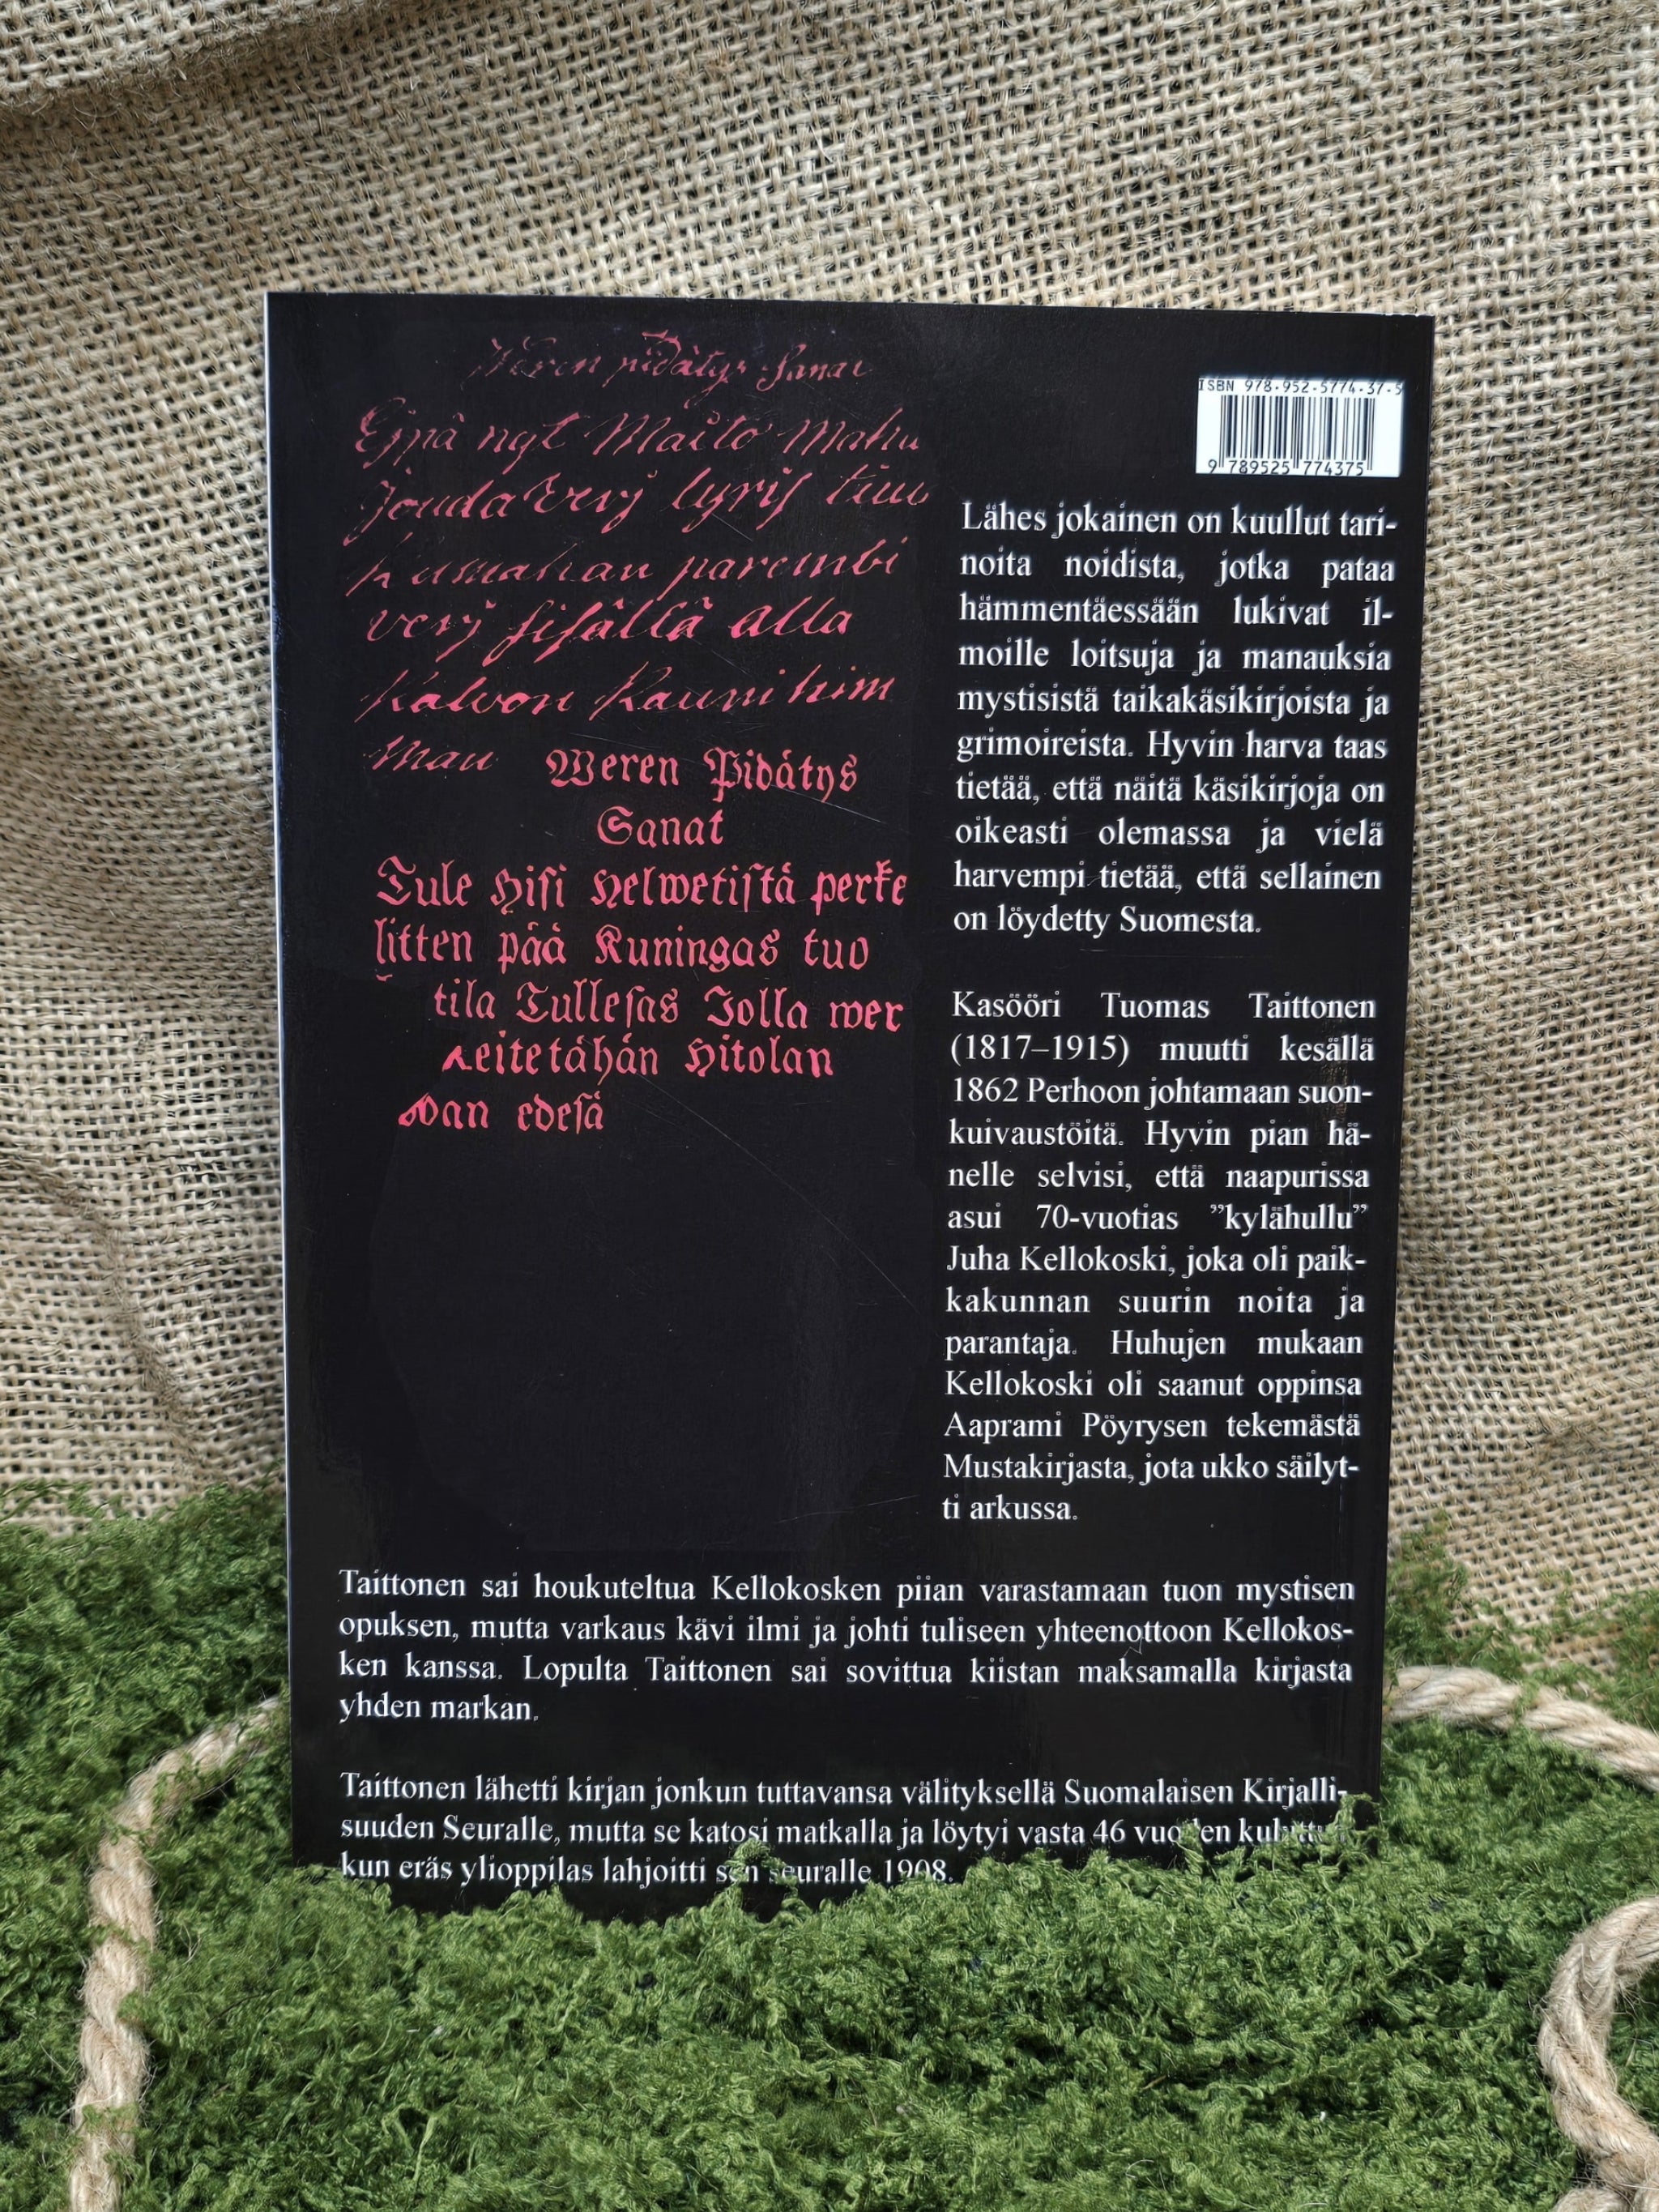 Weren pidätys Sanat
Ejpä nyt Maito Mahu
jouda verj
parembi
verj sisällä alla
Kalvon Kaunihim
Man
Weren Pidätys
Sanat
Tule Hisi Helwetistä perke
litten pää Kuningas tuo
tila Tullesas Jolla wer
keitetähän Hitolan
edesä
ISBN 978-952-5774-37-5
9 789525 774375
Lähes jokainen on kuullut tari-
noita noidista, jotka pataa
hämmentäessään lukivat il-
moille loitsuja ja manauksia
mystisistä taikakäsikirjoista ja
grimoireista. Hyvin harva taas
tietää, että näitä käsikirjoja on
oikeasti olemassa ja vielä
harvempi tietää, että sellainen
on löydetty Suomesta.
Kasööri Tuomas Taittonen
(1817–1915) muutti kesällä
1862 Perhoon johtamaan suon-
kuivaustöitä. Hyvin pian hä-
nelle selvisi, että naapurissa
asui 70-vuotias ”kylähullu”
Juha Kellokoski, joka oli paik-
kakunnan suurin noita ja
parantaja. Huhujen mukaan
Kellokoski oli saanut oppinsa
Aaprami Pöyrysen tekemästä
Mustakirjasta, jota ukko säilyt-
ti arkussa.
Taittonen sai houkuteltua Kellokosken piian varastamaan tuon mystisen
opuksen, mutta varkaus kävi ilmi ja johti tuliseen yhteenottoon Kellokos-
ken kanssa. Lopulta Taittonen sai sovittua kiistan maksamalla kirjasta
yhden markan.
Taittonen lähetti kirjan jonkun tuttavansa välityksellä Suomalaisen Kirjalli-
suuden Seuralle, mutta se katosi matkalla ja löytyi vasta 46 vuoden
kun eräs ylioppilas lahjoitti sen seuralle 1908.